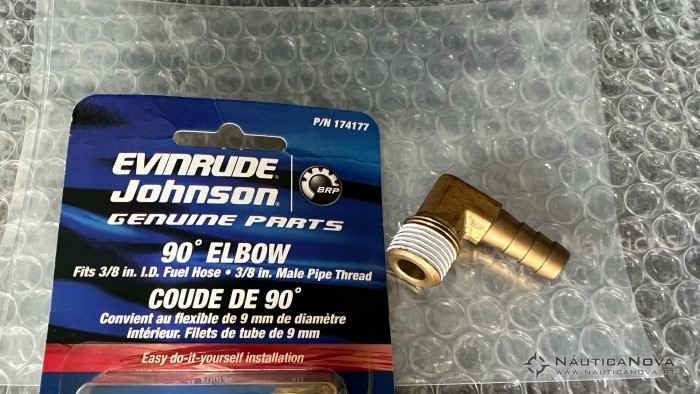 P/N 174177
EVINRUDE
Johnson
BRP
GENUINE PARTS
90° ELBOW
Fits 3/8 in. I.D. Fuel Hose • 3/8 in. Male Pipe Thread
COUDE DE 90°
Convient au flexible de 9 mm de diamètre
intérieur. Filets de tube de 9 mm
Easy do-it-yourself installation
NÁUTICANOVA
WWW.NAUTICANOVA.PT